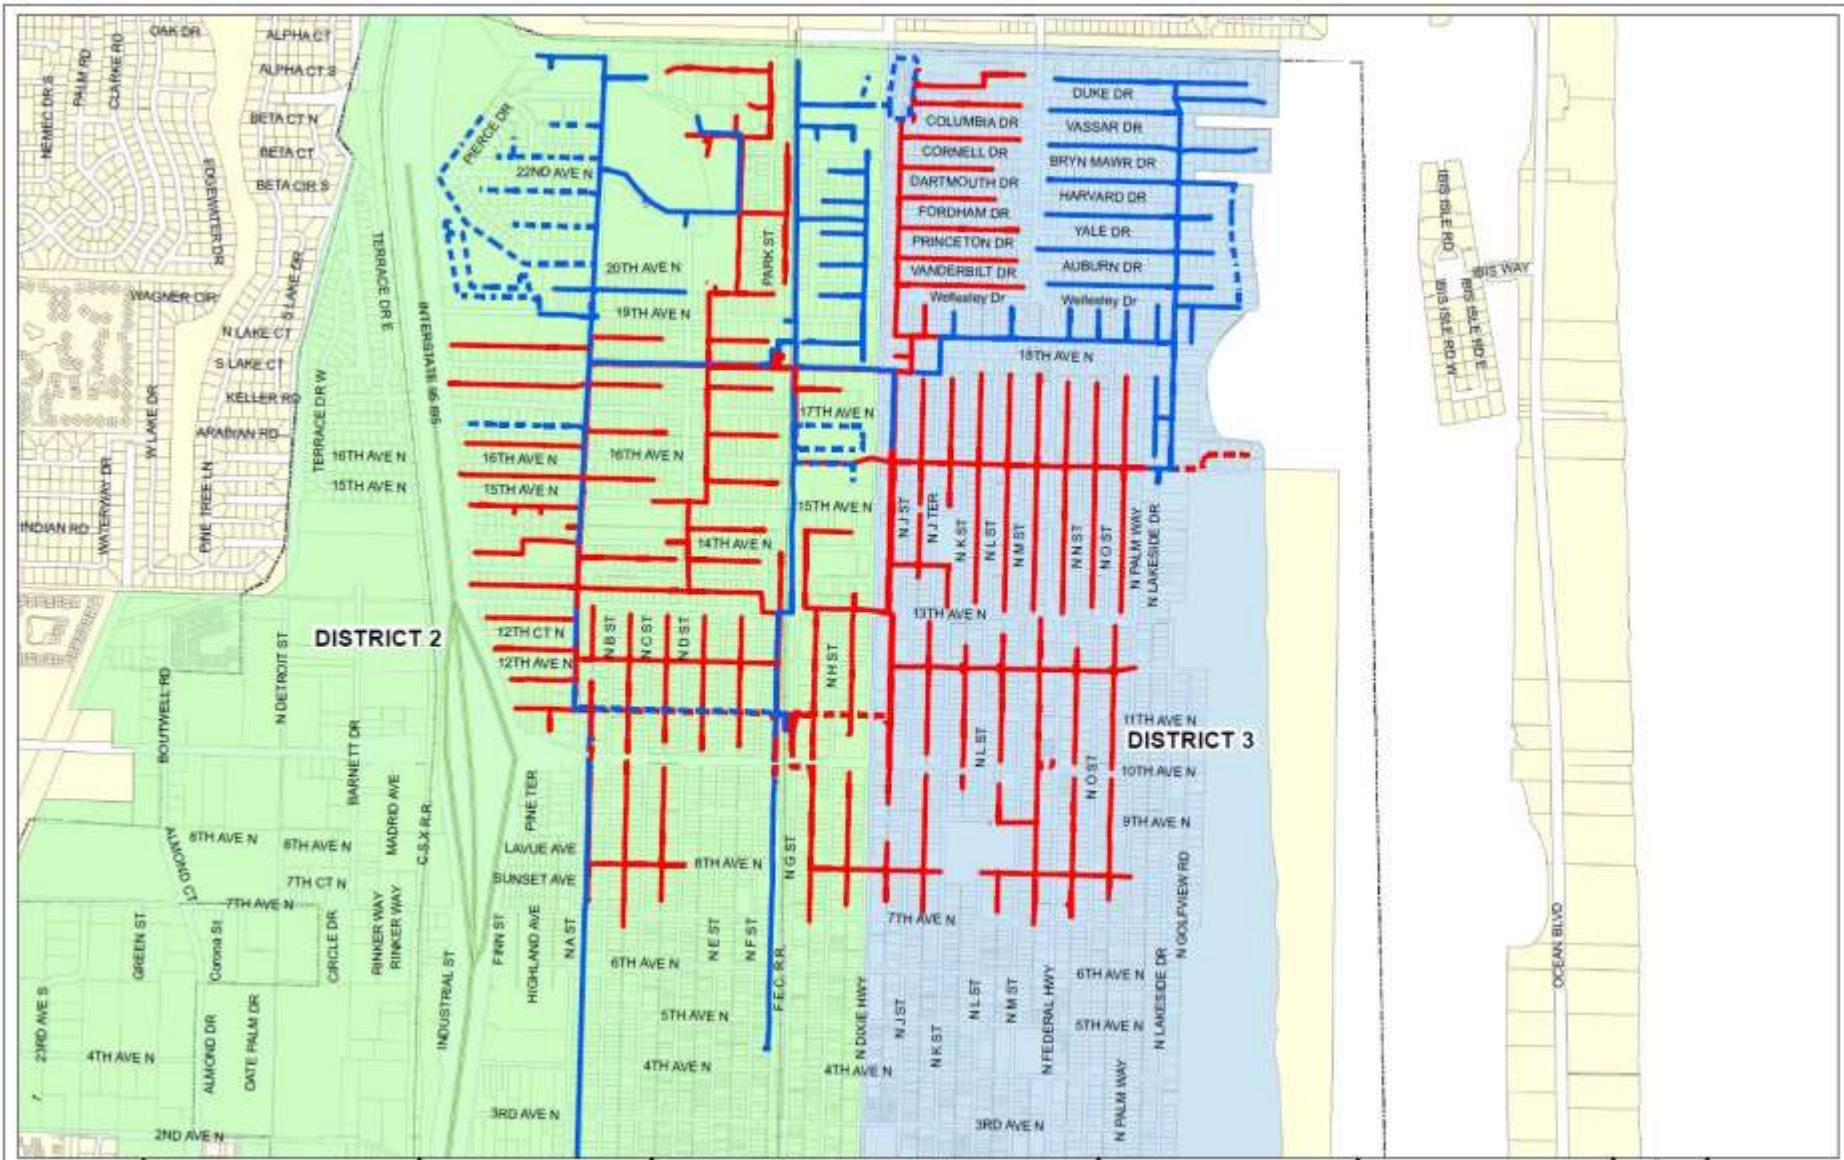 OAK DR
ALPHA CT
ALPHA CT S
NEMEC DR S
PALM RD
CLARKE RD
BETA CT N
BETA CT
BETA CIR S
EDGEWATER DR
WAGNER CIR
S LAKE DR
N LAKE CT
S LAKE CT
KELLER RD
ARABIAN RD
W LAKE DR
WATERWAY DR
PINE TREE LN
INDIAN RD
TERRACE DR E
TERRACE DR W
INTERSTATE 95
16TH AVE N
15TH AVE N
PIERCE DR
22ND AVE N
20TH AVE N
19TH AVE N
PARK ST
DUKE DR
COLUMBIA DR
VASSAR DR
CORNELL DR
BRYN MAWR DR
DARTMOUTH DR
HARVARD DR
FORDHAM DR
YALE DR
PRINCETON DR
AUBURN DR
VANDERBILT DR
Wellesley Dr
Wellesley Dr
18TH AVE N
17TH AVE N
16TH AVE N
16TH AVE N
15TH AVE N
15TH AVE N
14TH AVE N
13TH AVE N
N J ST
N J TER
N K ST
N L ST
N M ST
N N ST
N O ST
N PALM WAY
N LAKESIDE DR
IBIS ISLE RD
IBIS WAY
IBIS ISLE RD W
IBIS ISLE RD E
DISTRICT 2
12TH CT N
12TH AVE N
N B ST
N C ST
N D ST
N H ST
N DETROIT ST
BOUTWELL RD
BARNETT DR
MADRID AVE
C.S.X R.R.
PINE TER
LAVUE AVE
SUNSET AVE
8TH AVE N
8TH AVE N
8TH AVE N
7TH CT N
7TH AVE N
ALMOND CT
N G ST
N L ST
11TH AVE N
DISTRICT 3
10TH AVE N
N O ST
9TH AVE N
N GOLFVIEW RD
7TH AVE N
GREEN ST
Corona St
CIRCLE DR
RINKER WAY
RINKER WAY
INDUSTRIAL ST
FINN ST
HIGHLAND AVE
N A ST
6TH AVE N
N E ST
N F ST
F.E.C. R.R.
5TH AVE N
4TH AVE N
4TH AVE N
N DIXIE HWY
N J ST
N K ST
N L ST
N M ST
N FEDERAL HWY
6TH AVE N
5TH AVE N
N LAKESIDE DR
N PALM WAY
3RD AVE N
3RD AVE N
OCEAN BLVD
23RD AVE S
4TH AVE N
ALMOND DR
DATE PALM DR
2ND AVE N